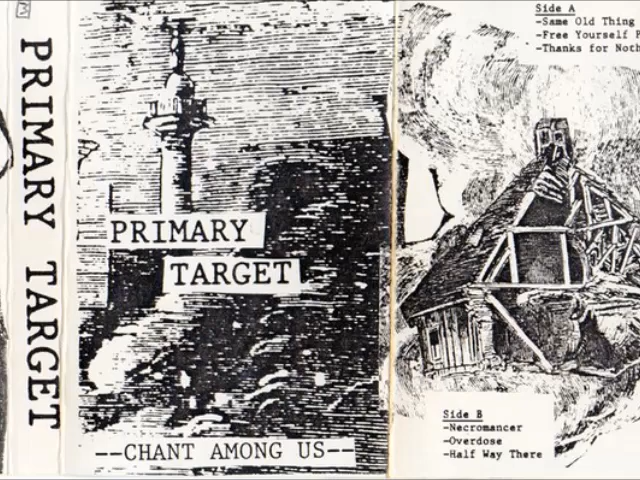 PRIMARY TARGET
PRIMARY
TARGET
--CHANT AMONG US--
Side A
-Same Old Thing
-Free Yourself
-Thanks for
Side B
-Necromancer
-Overdose
-Half Way There